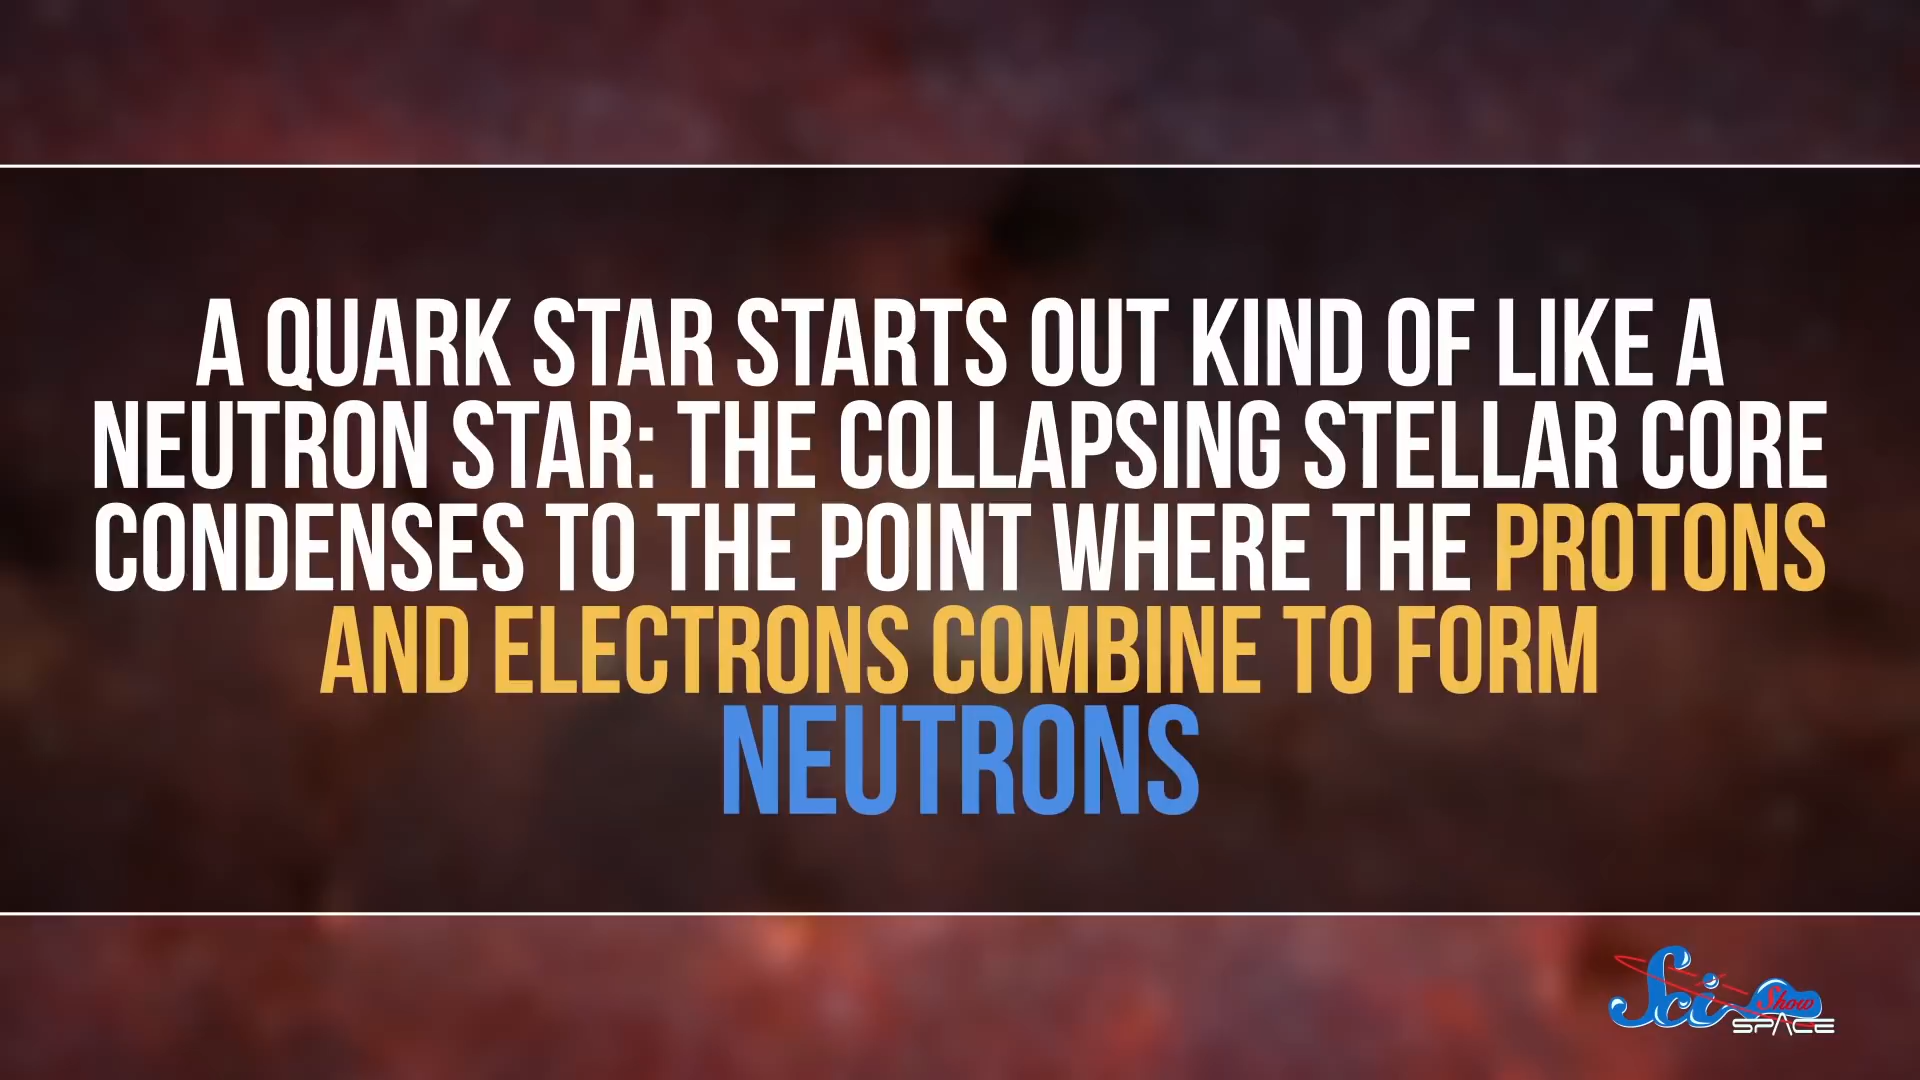 A QUARK STAR STARTS OUT KIND OF LIKE A
NEUTRON STAR: THE COLLAPSING STELLAR CORE
CONDENSES TO THE POINT WHERE THE PROTONS
AND ELECTRONS COMBINE TO FORM
NEUTRONS
Sci Show
SPACE